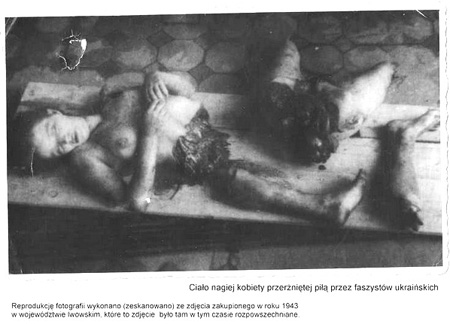 Ciało nagiej kobiety przerzniętej piłą przez faszystów ukraińskich
Reprodukcję fotografii wykonano (zeskanowano) ze zdjęcia zakupionego w roku 1943
w województwie lwowskim, które to zdjęcie było tam w tym czasie rozpowszechniane.